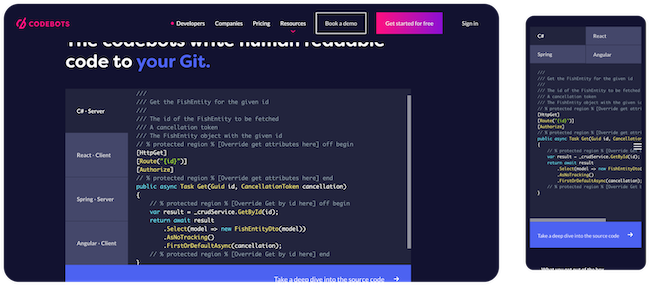 CODEBOTS
Developers Companies Pricing Resources Book a demo Get started for free Sign in
The Codebots write human readable
code to your Git.
C# - Server
React - Client
Spring - Server
Angular - Client
///
/// Get the FishEntity for the given id
///
/// The id of the FishEntity to be fetched
/// A cancellation token
/// The FishEntity object with the given id
// % protected region % [Override get attributes here] off begin
[HttpGet]
[Route("{id}")]
[Authorize]
// % protected region % [Override get attributes here] end
public async Task Get(Guid id, CancellationToken cancellation)
{
// % protected region % [Override Get by id here] off begin
var result = _crudService.GetById(id);
return await result
.Select(model => new FishEntityDto(model))
.AsNoTracking()
.FirstOrDefaultAsync(cancellation);
// % protected region % [Override Get by id here] end
}
Take a deep dive into the source code →
C# React
Spring Angular
///
/// Get the FishEntity for the given id
///
/// The id of the FishEntity to be fetched
/// A cancellation token
/// The FishEntity object with the given id
// % protected region % [Override get attribut
[HttpGet]
[Route("{id}")]
[Authorize]
// % protected region % [Override get attribut
public async Task Get(Guid id, Cancellation
{
// % protected region % [Override Get by i
var result = _crudService.GetById(id);
return await result
.Select(model => new FishEntityDto(
.AsNoTracking()
.FirstOrDefaultAsync(cancellation);
// % protected region % [Override Get by i
}
Take a deep dive into the source code →
What you get out of the box